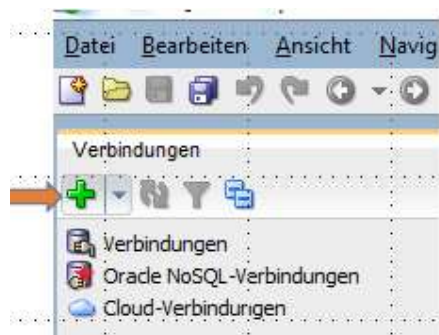 Datei Bearbeiten Ansicht Navig
Verbindungen
Verbindungen
Oracle NoSQL-Verbindungen
Cloud-Verbindungen